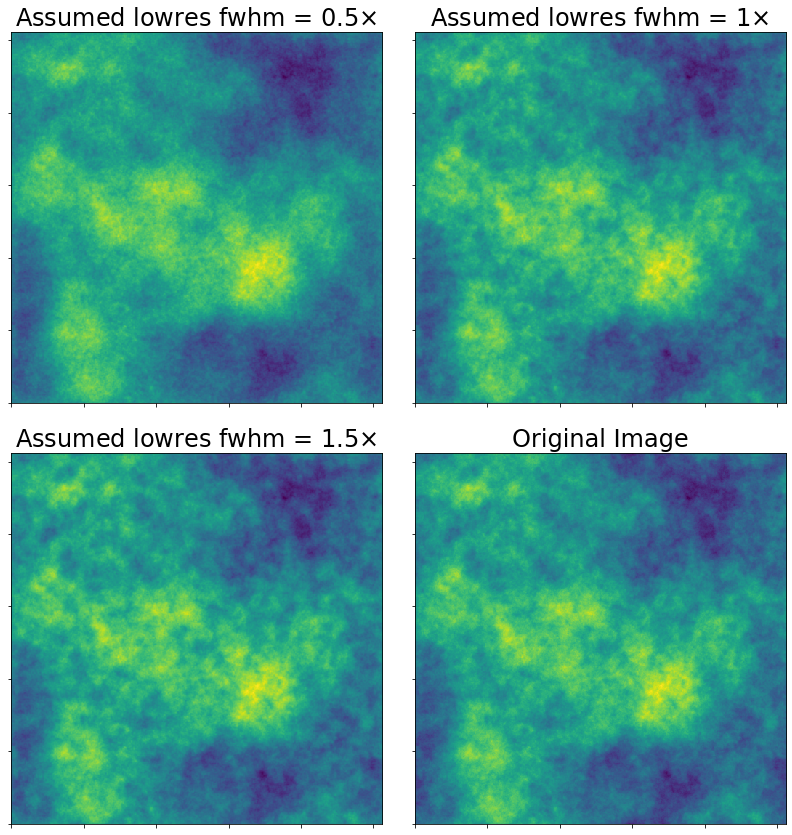 Assumed lowres fwhm = 0.5×
Assumed lowres fwhm = 1×
Assumed lowres fwhm = 1.5×
Original Image